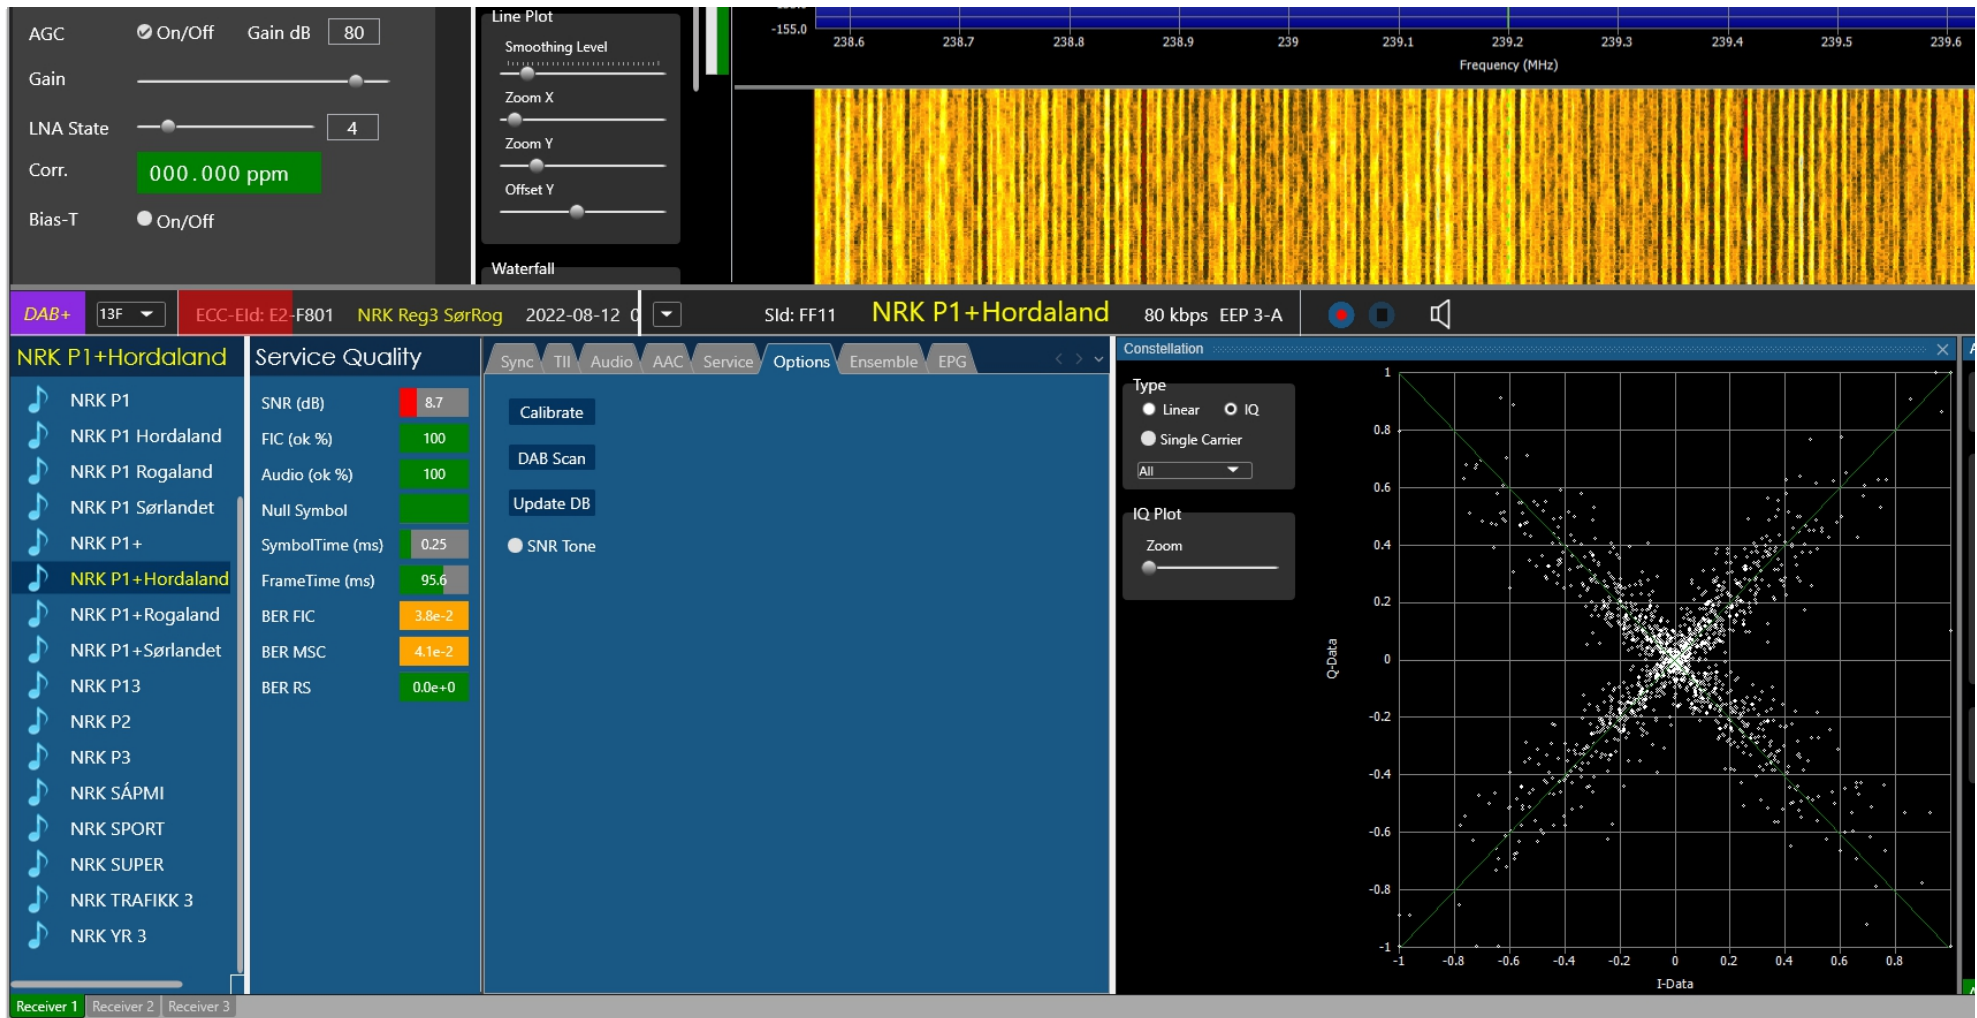 AGC On/Off Gain dB 80
Gain
LNA State 4
Corr. 000.000 ppm
Bias-T On/Off
Line Plot
Smoothing Level
Zoom X
Zoom Y
Offset Y
Waterfall
-155.0
238.6 238.7 238.8 238.9 239 239.1 239.2 239.3 239.4 239.5 239.6
Frequency (MHz)
DAB+ 13F ECC-EId: E2-F801 NRK Reg3 SørRog 2022-08-12 SId: FF11 NRK P1+Hordaland 80 kbps EEP 3-A
NRK P1+Hordaland
NRK P1
NRK P1 Hordaland
NRK P1 Rogaland
NRK P1 Sørlandet
NRK P1+
NRK P1+Hordaland
NRK P1+Rogaland
NRK P1+Sørlandet
NRK P13
NRK P2
NRK P3
NRK SÁPMI
NRK SPORT
NRK SUPER
NRK TRAFIKK 3
NRK YR 3
Service Quality
SNR (dB) 8.7
FIC (ok %) 100
Audio (ok %) 100
Null Symbol
SymbolTime (ms) 0.25
FrameTime (ms) 95.6
BER FIC 3.8e-2
BER MSC 4.1e-2
BER RS 0.0e+0
Sync TII Audio AAC Service Options Ensemble EPG
Calibrate
DAB Scan
Update DB
SNR Tone
Constellation
Type
Linear IQ
Single Carrier
All
IQ Plot
Zoom
1
0.8
0.6
0.4
0.2
0
-0.2
-0.4
-0.6
-0.8
-1
Q-Data
-1 -0.8 -0.6 -0.4 -0.2 0 0.2 0.4 0.6 0.8
I-Data
Receiver 1 Receiver 2 Receiver 3